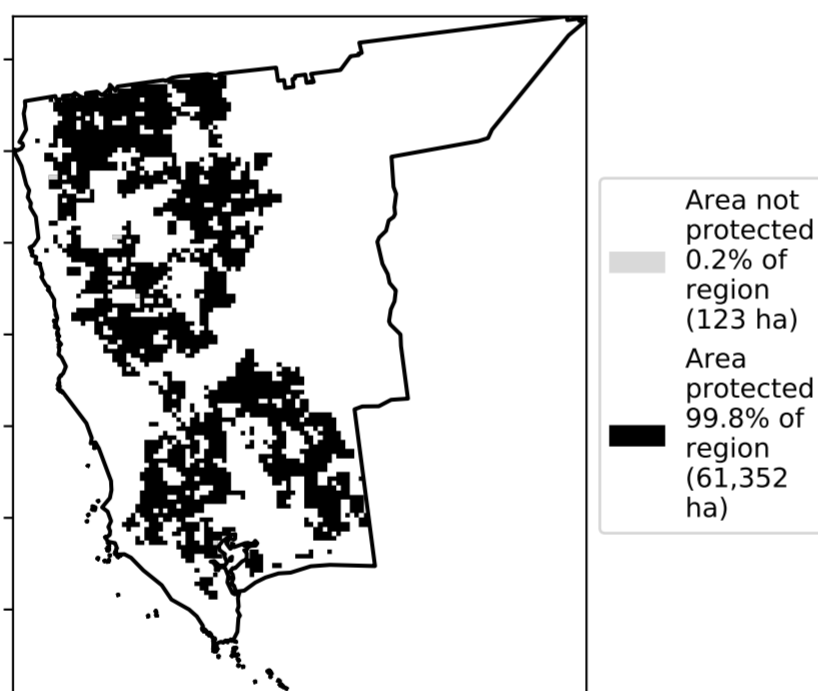 Area not
protected
0.2% of
region
(123 ha)
Area
protected
99.8% of
region
(61,352
ha)